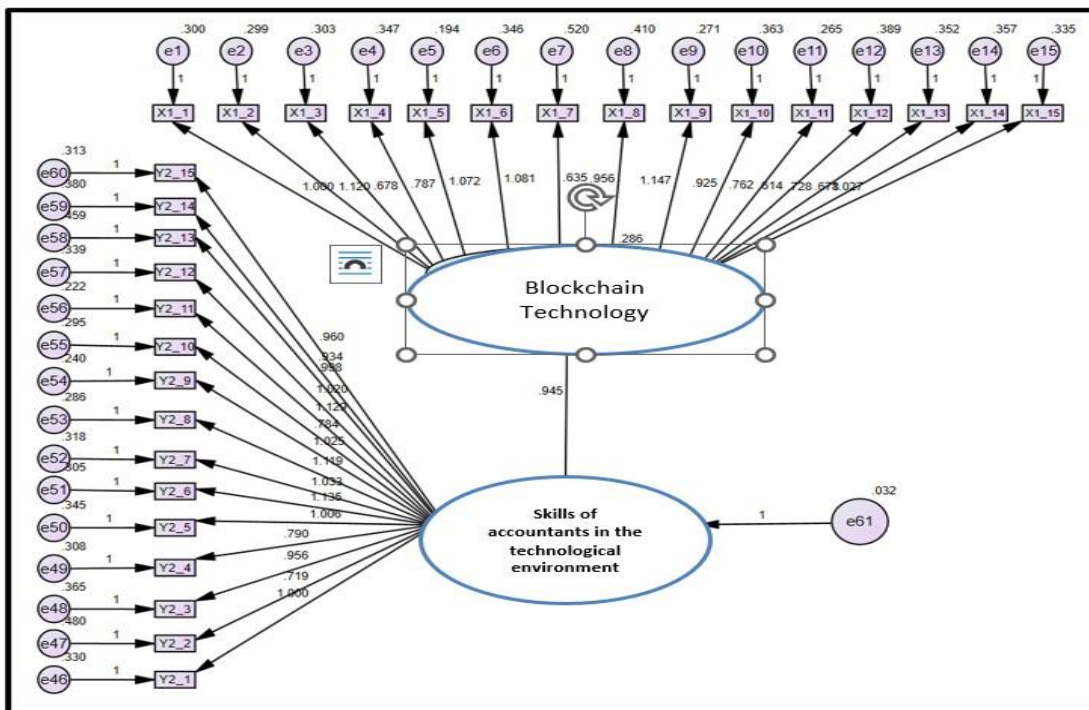 .300 .299 .303 .347 .194 .346 .520 .410 .271 .363 .265 .389 .352 .357 .335
e1 e2 e3 e4 e5 e6 e7 e8 e9 e10 e11 e12 e13 e14 e15
1 1 1 1 1 1 1 1 1 1 1 1 1 1 1
X1_1 X1_2 X1_3 X1_4 X1_5 X1_6 X1_7 X1_8 X1_9 X1_10 X1_11 X1_12 X1_13 X1_14 X1_15
1.000 1.120 .678 .787 1.072 1.081 .635 .956 1.147 .925 .762 .614 .728 1.027
.286
Blockchain
Technology
.945
.313
e60 1 Y2_15
.380
e59 1 Y2_14
.459
e58 1 Y2_13
.339
e57 1 Y2_12
.222
e56 1 Y2_11
.295
e55 1 Y2_10
.240
e54 1 Y2_9
.286
e53 1 Y2_8
.318
e52 1 Y2_7
.305
e51 1 Y2_6
.345
e50 1 Y2_5
.308
e49 1 Y2_4
.365
e48 1 Y2_3
.480
e47 1 Y2_2
.330
e46 1 Y2_1
.960
.934
.998
1.020
.784
1.025
1.119
1.033
1.135
1.006
.790
.956
.719
1.000
Skills of
accountants in the
technological
environment
.032
1 e61